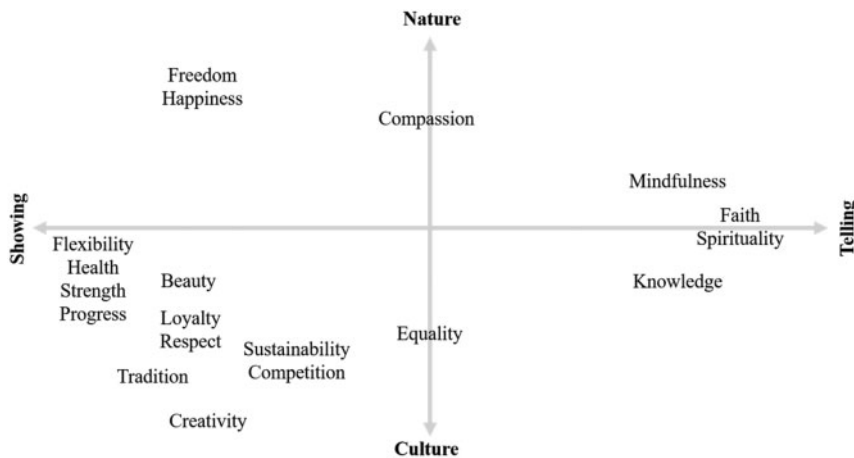 Nature
Freedom
Happiness
Compassion
Mindfulness
Showing
Faith
Spirituality
Telling
Flexibility
Health
Strength
Progress
Beauty
Knowledge
Loyalty
Respect
Equality
Sustainability
Competition
Tradition
Creativity
Culture